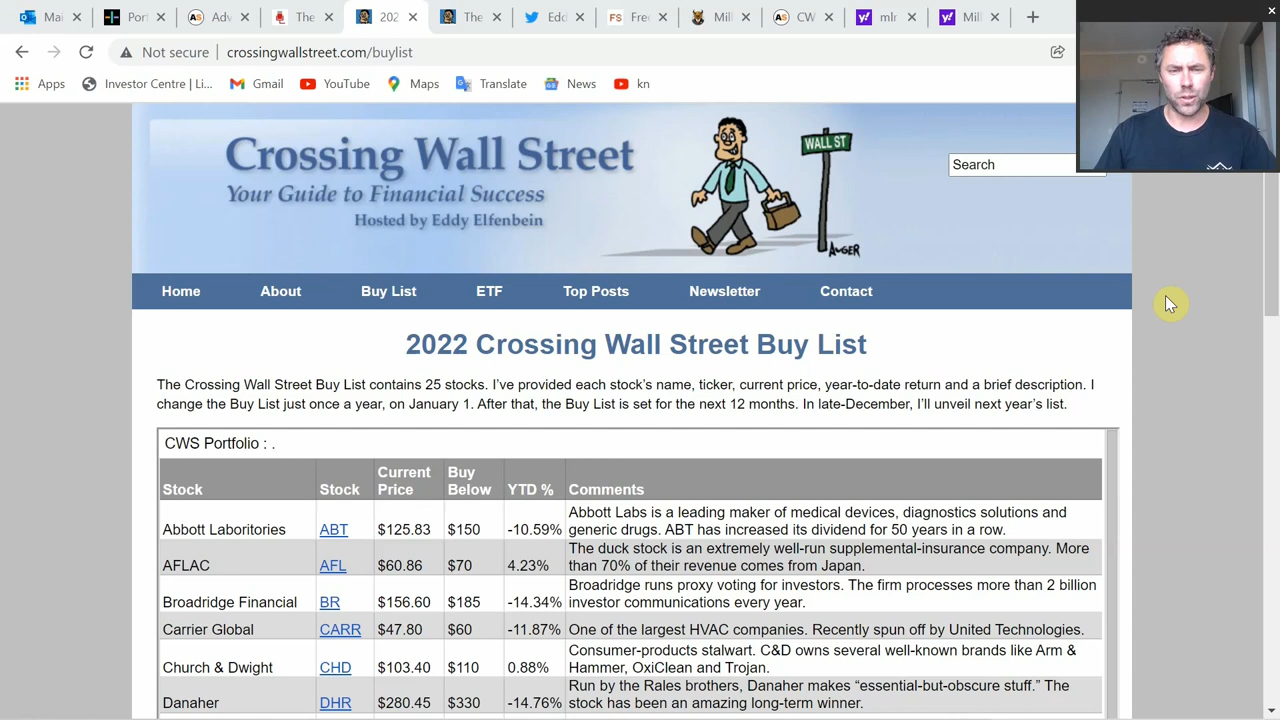 Mai
Por
Adv
The
202
The
Edd
Free
Mill
CW
mlr
Mill
Not secure
crossingwallstreet.com/buylist
Apps
Investor Centre | Li...
Gmail
YouTube
Maps
Translate
News
kn
Crossing Wall Street
Your Guide to Financial Success
Hosted by Eddy Elfenbein
WALL ST
AUGER
Search
Home About Buy List ETF Top Posts Newsletter Contact
2022 Crossing Wall Street Buy List
The Crossing Wall Street Buy List contains 25 stocks. I've provided each stock's name, ticker, current price, year-to-date return and a brief description. I
change the Buy List just once a year, on January 1. After that, the Buy List is set for the next 12 months. In late-December, I'll unveil next year's list.
CWS Portfolio : .
Stock Stock Current Price Buy Below YTD % Comments
Abbott Laboritories ABT $125.83 $150 -10.59% Abbott Labs is a leading maker of medical devices, diagnostics solutions and
generic drugs. ABT has increased its dividend for 50 years in a row.
AFLAC AFL $60.86 $70 4.23% The duck stock is an extremely well-run supplemental-insurance company. More
than 70% of their revenue comes from Japan.
Broadridge Financial BR $156.60 $185 -14.34% Broadridge runs proxy voting for investors. The firm processes more than 2 billion
investor communications every year.
Carrier Global CARR $47.80 $60 -11.87% One of the largest HVAC companies. Recently spun off by United Technologies.
Church & Dwight CHD $103.40 $110 0.88% Consumer-products stalwart. C&D owns several well-known brands like Arm &
Hammer, OxiClean and Trojan.
Danaher DHR $280.45 $330 -14.76% Run by the Rales brothers, Danaher makes “essential-but-obscure stuff.” The
stock has been an amazing long-term winner.